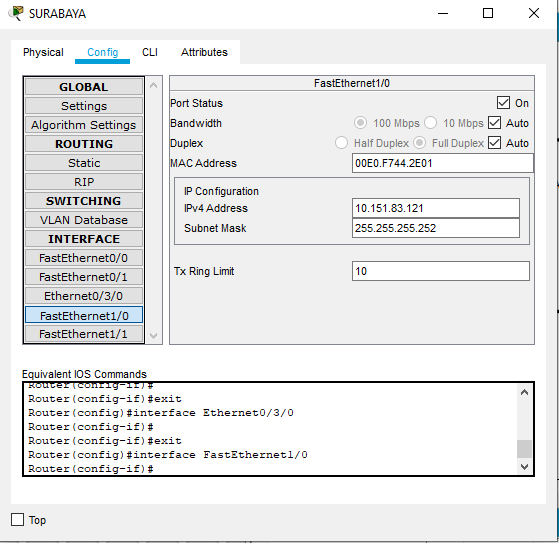 SURABAYA
Physical Config CLI Attributes
GLOBAL
Settings
Algorithm Settings
ROUTING
Static
RIP
SWITCHING
VLAN Database
INTERFACE
FastEthernet0/0
FastEthernet0/1
Ethernet0/3/0
FastEthernet1/0
FastEthernet1/1
FastEthernet1/0
Port Status On
Bandwidth 100 Mbps 10 Mbps Auto
Duplex Half Duplex Full Duplex Auto
MAC Address 00E0.F744.2E01
IP Configuration
IPv4 Address 10.151.83.121
Subnet Mask 255.255.255.252
Tx Ring Limit 10
Equivalent IOS Commands
Router(config-if)#
Router(config-if)#exit
Router(config)#interface Ethernet0/3/0
Router(config-if)#
Router(config-if)#exit
Router(config)#interface FastEthernet1/0
Router(config-if)#
Top